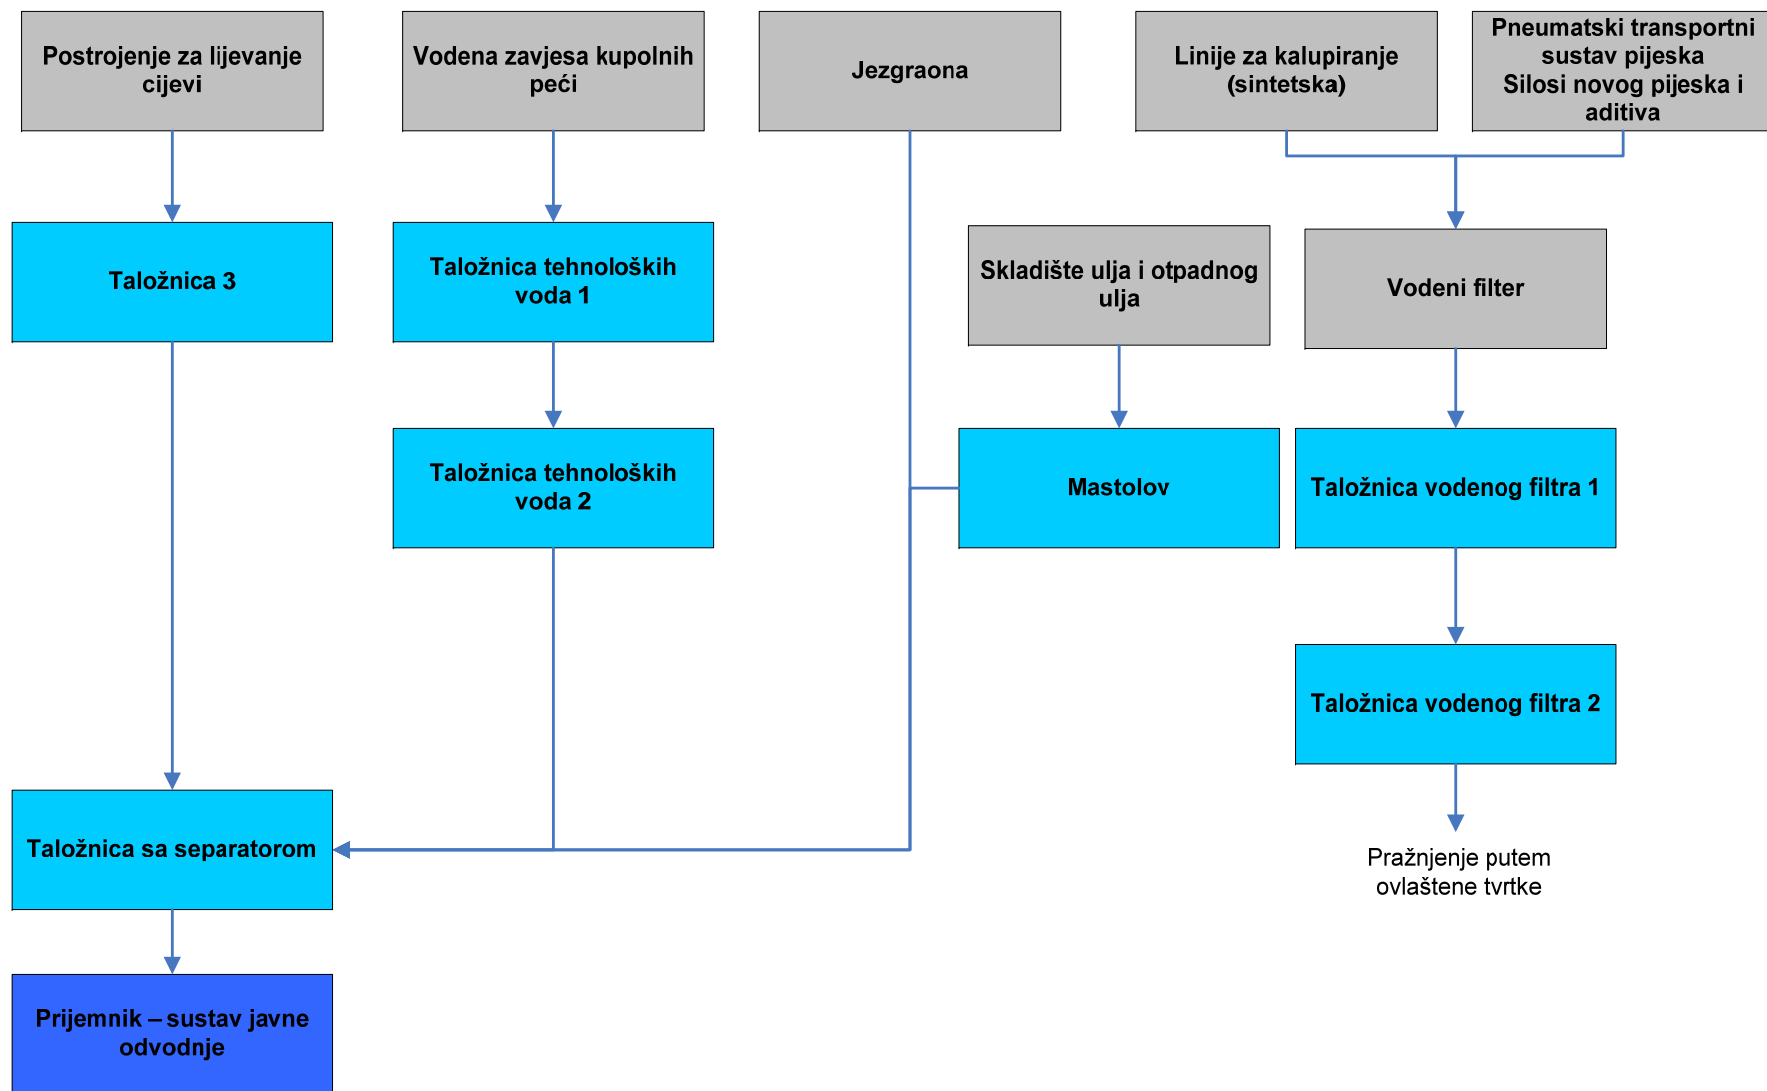 Postrojenje za lijevanje
cijevi
Vodena zavjesa kupolnih
peći
Jezgraona
Linije za kalupiranje
(sintetska)
Pneumatski transportni
sustav pijeska
Silosi novog pijeska i
aditiva
Taložnica 3
Taložnica tehnoloških
voda 1
Skladište ulja i otpadnog
ulja
Vodeni filter
Taložnica tehnoloških
voda 2
Mastolov
Taložnica vodenog filtra 1
Taložnica vodenog filtra 2
Taložnica sa separatorom
Pražnjenje putem
ovlaštene tvrtke
Prijemnik – sustav javne
odvodnje